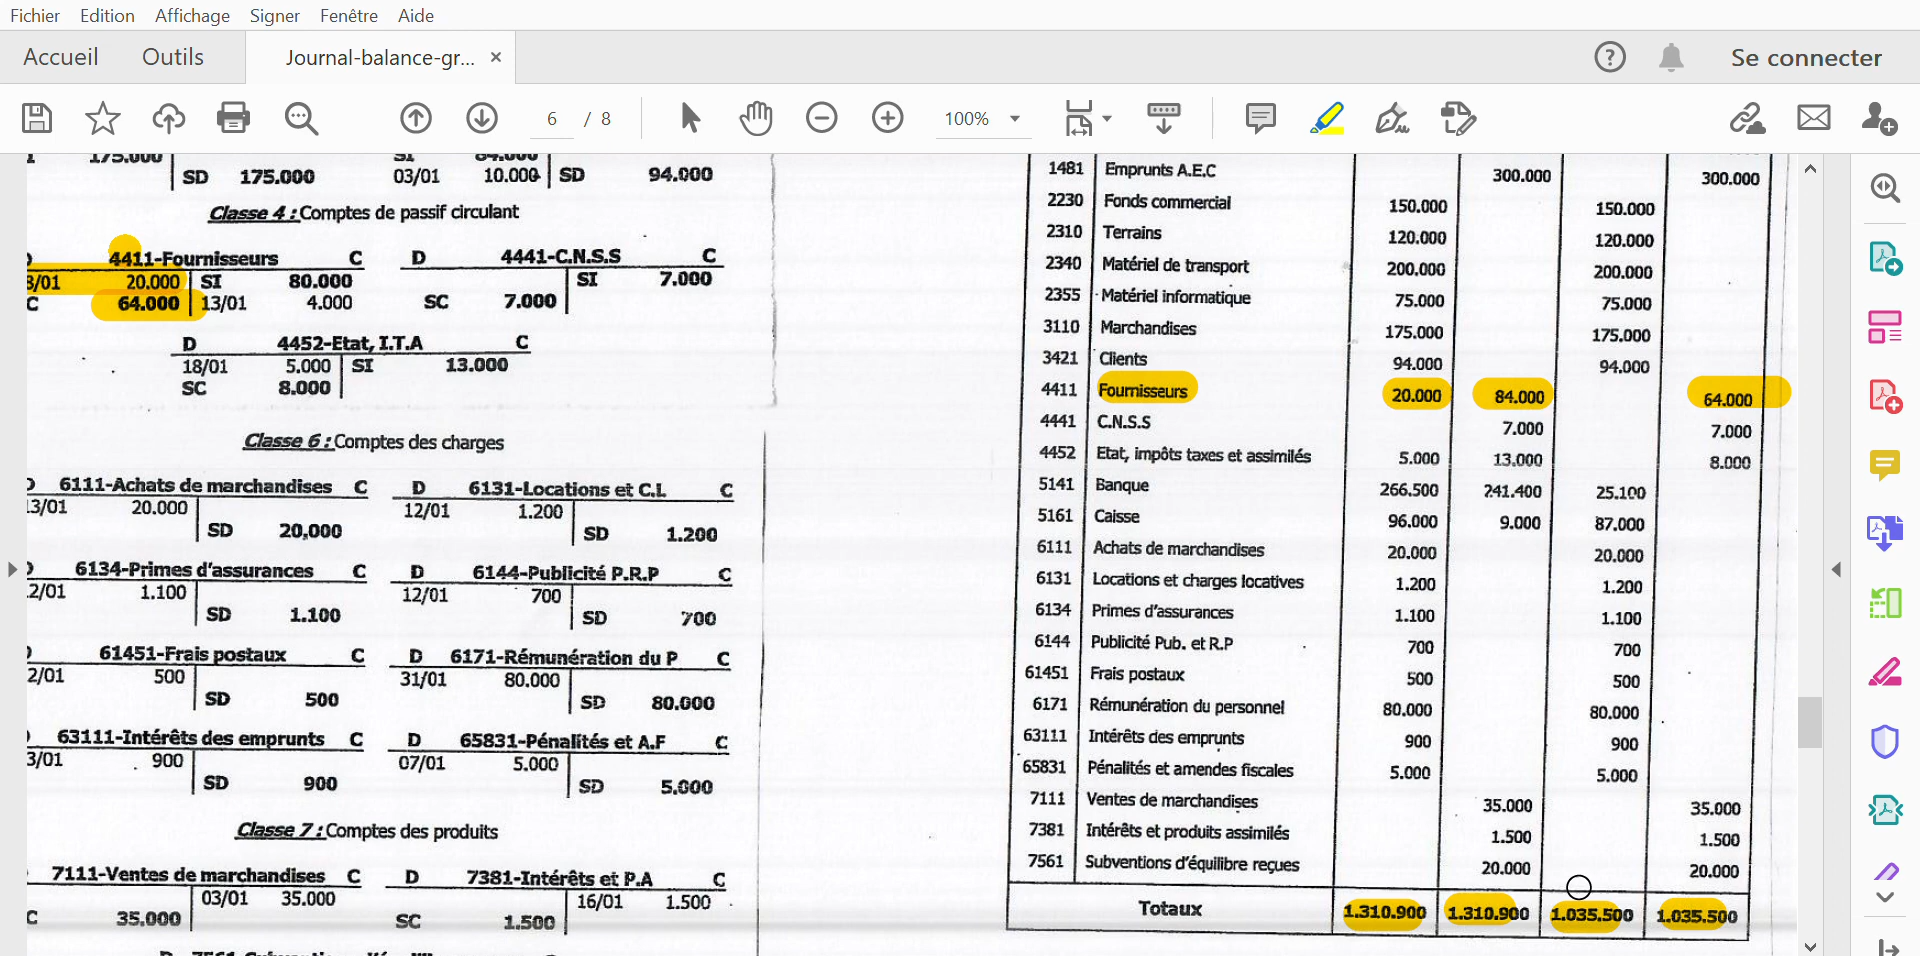 Fichier Edition Affichage Signer Fenêtre Aide
Accueil Outils Journal-balance-gr... × Se connecter
6 / 8 100%
175.000 SI 84.000
SD 175.000 03/01 10.000 SD 94.000
Classe 4 : Comptes de passif circulant
4411-Fournisseurs C D 4441-C.N.S.S C
3/01 20.000 SI 80.000 SI 7.000
C 64.000 13/01 4.000 SC 7.000
D 4452-Etat, I.T.A C
18/01 5.000 SI 13.000
SC 8.000
Classe 6 : Comptes des charges
D 6111-Achats de marchandises C D 6131-Locations et C.L C
13/01 20.000 12/01 1.200
SD 20,000 SD 1.200
6134-Primes d'assurances C D 6144-Publicité P.R.P C
2/01 1.100 12/01 700
SD 1.100 SD 700
61451-Frais postaux C D 6171-Rémunération du P C
2/01 500 31/01 80.000
SD 500 SD 80.000
63111-Intérêts des emprunts C D 65831-Pénalités et A.F C
3/01 900 07/01 5.000
SD 900 SD 5.000
Classe 7 : Comptes des produits
7111-Ventes de marchandises C D 7381-Intérêts et P.A C
03/01 35.000 16/01 1.500
C 35.000 SC 1.500
1481 Emprunts A.E.C 300.000 300.000
2230 Fonds commercial 150.000 150.000
2310 Terrains 120.000 120.000
2340 Matériel de transport 200.000 200.000
2355 Matériel informatique 75.000 75.000
3110 Marchandises 175.000 175.000
3421 Clients 94.000 94.000
4411 Fournisseurs 20.000 84.000 64.000
4441 C.N.S.S 7.000 7.000
4452 Etat, impôts taxes et assimilés 5.000 13.000 8.000
5141 Banque 266.500 241.400 25.100
5161 Caisse 96.000 9.000 87.000
6111 Achats de marchandises 20.000 20.000
6131 Locations et charges locatives 1.200 1.200
6134 Primes d'assurances 1.100 1.100
6144 Publicité Pub. et R.P 700 700
61451 Frais postaux 500 500
6171 Rémunération du personnel 80.000 80.000
63111 Intérêts des emprunts 900 900
65831 Pénalités et amendes fiscales 5.000 5.000
7111 Ventes de marchandises 35.000 35.000
7381 Intérêts et produits assimilés 1.500 1.500
7561 Subventions d'équilibre reçues 20.000 20.000
Totaux 1.310.900 1.310.900 1.035.500 1.035.500